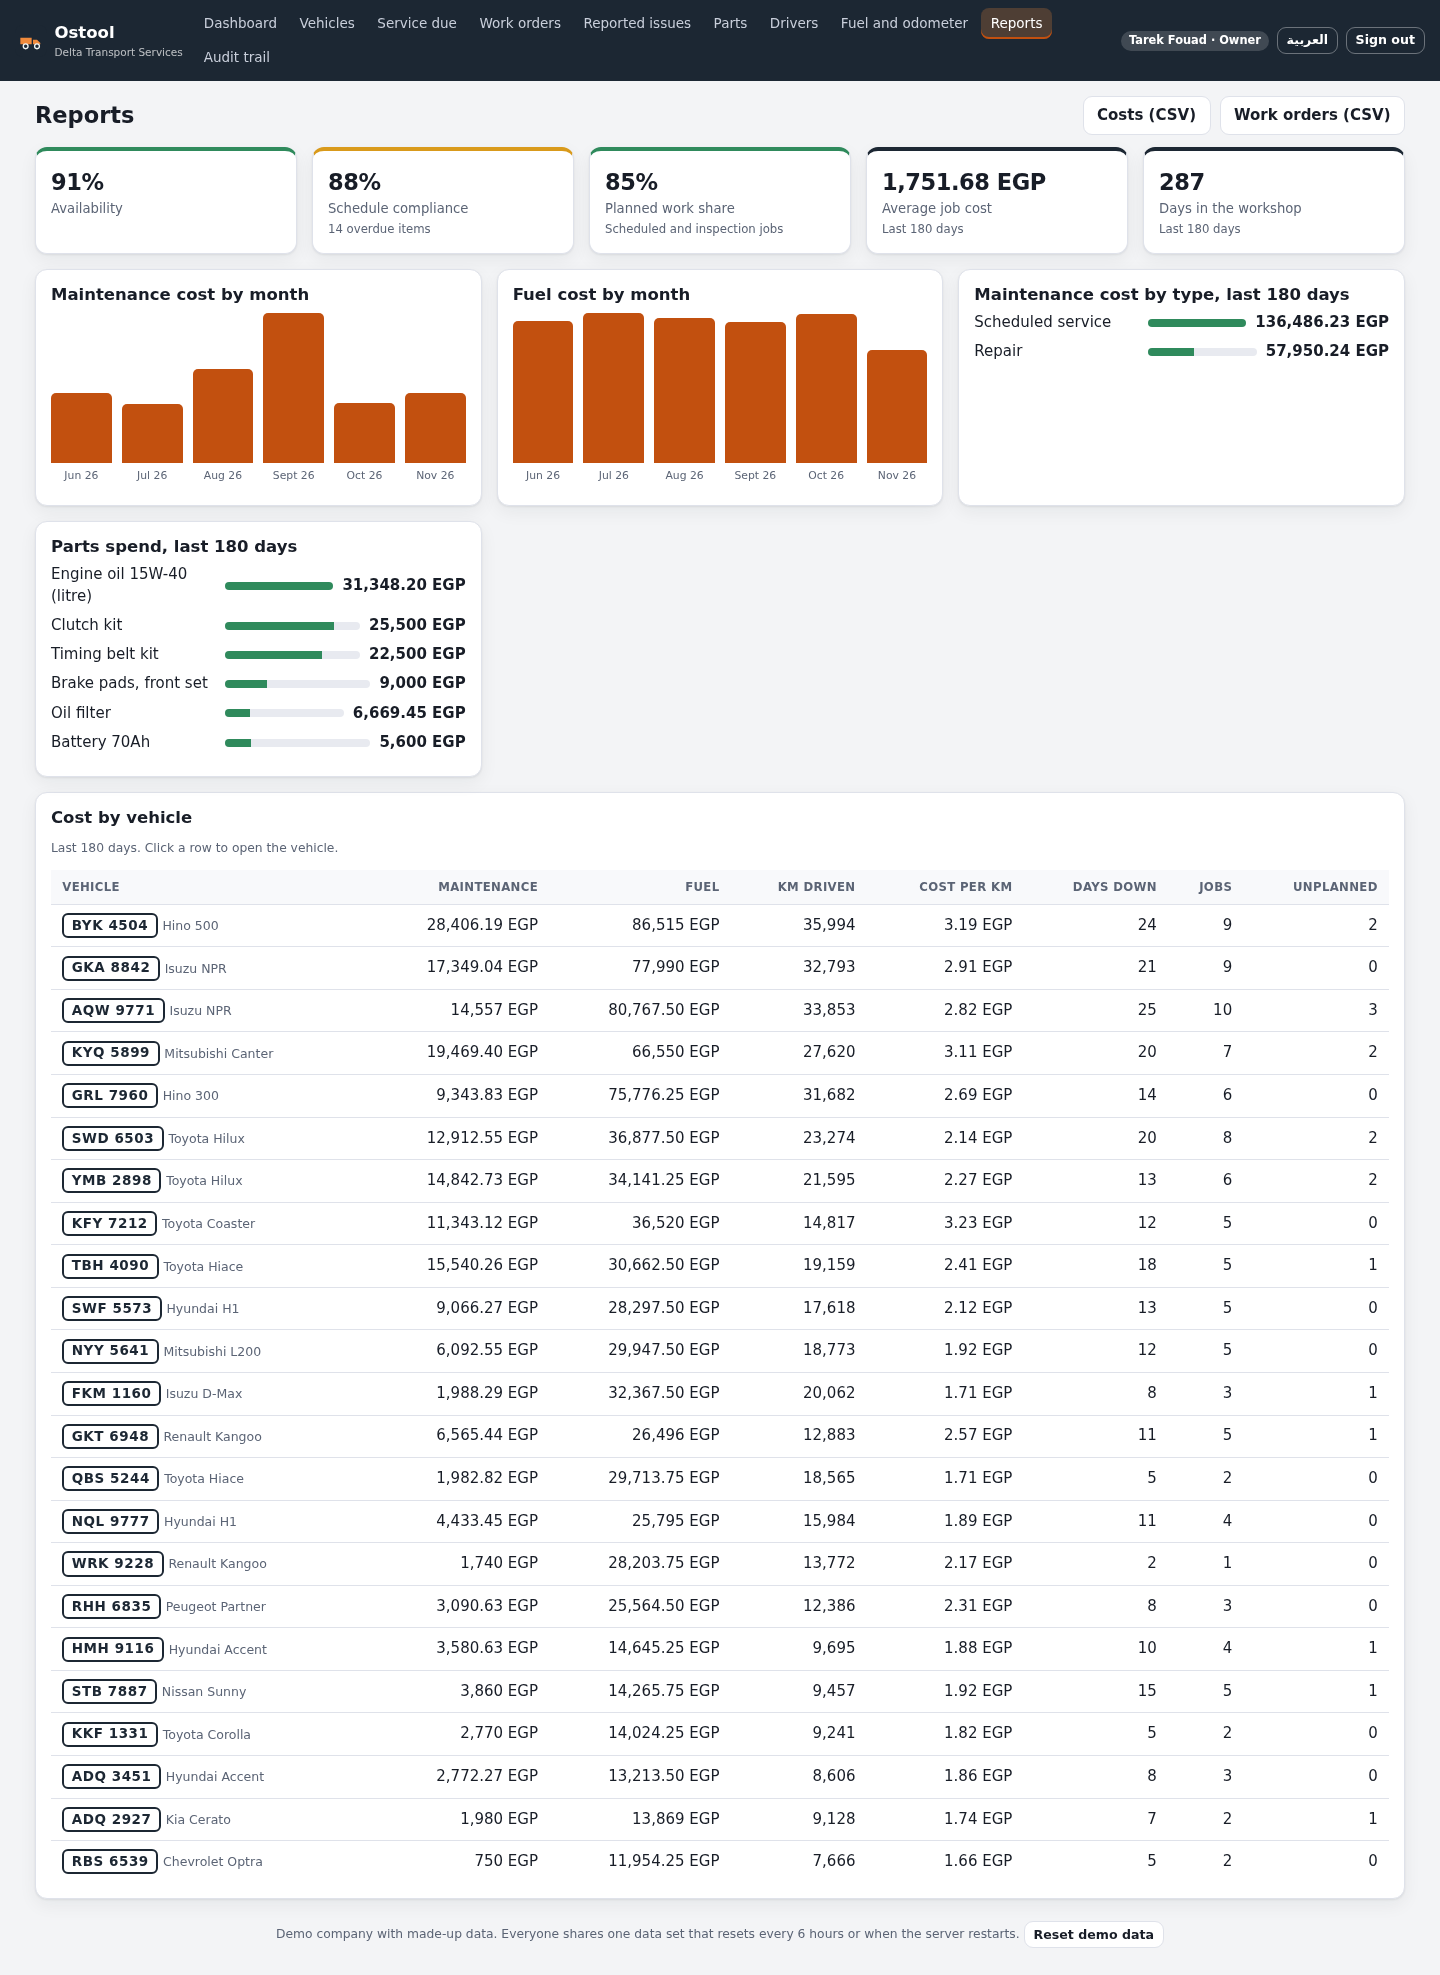 Ostool
Delta Transport Services
Dashboard Vehicles Service due Work orders Reported issues Parts Drivers Fuel and odometer Reports
Audit trail
Tarek Fouad · Owner العربية Sign out
Reports
Costs (CSV) Work orders (CSV)
91%
Availability
88%
Schedule compliance
14 overdue items
85%
Planned work share
Scheduled and inspection jobs
1,751.68 EGP
Average job cost
Last 180 days
287
Days in the workshop
Last 180 days
Maintenance cost by month
Jun 26 Jul 26 Aug 26 Sept 26 Oct 26 Nov 26
Fuel cost by month
Jun 26 Jul 26 Aug 26 Sept 26 Oct 26 Nov 26
Maintenance cost by type, last 180 days
Scheduled service 136,486.23 EGP
Repair 57,950.24 EGP
Parts spend, last 180 days
Engine oil 15W-40
(litre) 31,348.20 EGP
Clutch kit 25,500 EGP
Timing belt kit 22,500 EGP
Brake pads, front set 9,000 EGP
Oil filter 6,669.45 EGP
Battery 70Ah 5,600 EGP
Cost by vehicle
Last 180 days. Click a row to open the vehicle.
VEHICLE MAINTENANCE FUEL KM DRIVEN COST PER KM DAYS DOWN JOBS UNPLANNED
BYK 4504 Hino 500 28,406.19 EGP 86,515 EGP 35,994 3.19 EGP 24 9 2
GKA 8842 Isuzu NPR 17,349.04 EGP 77,990 EGP 32,793 2.91 EGP 21 9 0
AQW 9771 Isuzu NPR 14,557 EGP 80,767.50 EGP 33,853 2.82 EGP 25 10 3
KYQ 5899 Mitsubishi Canter 19,469.40 EGP 66,550 EGP 27,620 3.11 EGP 20 7 2
GRL 7960 Hino 300 9,343.83 EGP 75,776.25 EGP 31,682 2.69 EGP 14 6 0
SWD 6503 Toyota Hilux 12,912.55 EGP 36,877.50 EGP 23,274 2.14 EGP 20 8 2
YMB 2898 Toyota Hilux 14,842.73 EGP 34,141.25 EGP 21,595 2.27 EGP 13 6 2
KFY 7212 Toyota Coaster 11,343.12 EGP 36,520 EGP 14,817 3.23 EGP 12 5 0
TBH 4090 Toyota Hiace 15,540.26 EGP 30,662.50 EGP 19,159 2.41 EGP 18 5 1
SWF 5573 Hyundai H1 9,066.27 EGP 28,297.50 EGP 17,618 2.12 EGP 13 5 0
NYY 5641 Mitsubishi L200 6,092.55 EGP 29,947.50 EGP 18,773 1.92 EGP 12 5 0
FKM 1160 Isuzu D-Max 1,988.29 EGP 32,367.50 EGP 20,062 1.71 EGP 8 3 1
GKT 6948 Renault Kangoo 6,565.44 EGP 26,496 EGP 12,883 2.57 EGP 11 5 1
QBS 5244 Toyota Hiace 1,982.82 EGP 29,713.75 EGP 18,565 1.71 EGP 5 2 0
NQL 9777 Hyundai H1 4,433.45 EGP 25,795 EGP 15,984 1.89 EGP 11 4 0
WRK 9228 Renault Kangoo 1,740 EGP 28,203.75 EGP 13,772 2.17 EGP 2 1 0
RHH 6835 Peugeot Partner 3,090.63 EGP 25,564.50 EGP 12,386 2.31 EGP 8 3 0
HMH 9116 Hyundai Accent 3,580.63 EGP 14,645.25 EGP 9,695 1.88 EGP 10 4 1
STB 7887 Nissan Sunny 3,860 EGP 14,265.75 EGP 9,457 1.92 EGP 15 5 1
KKF 1331 Toyota Corolla 2,770 EGP 14,024.25 EGP 9,241 1.82 EGP 5 2 0
ADQ 3451 Hyundai Accent 2,772.27 EGP 13,213.50 EGP 8,606 1.86 EGP 8 3 0
ADQ 2927 Kia Cerato 1,980 EGP 13,869 EGP 9,128 1.74 EGP 7 2 1
RBS 6539 Chevrolet Optra 750 EGP 11,954.25 EGP 7,666 1.66 EGP 5 2 0
Demo company with made-up data. Everyone shares one data set that resets every 6 hours or when the server restarts. Reset demo data